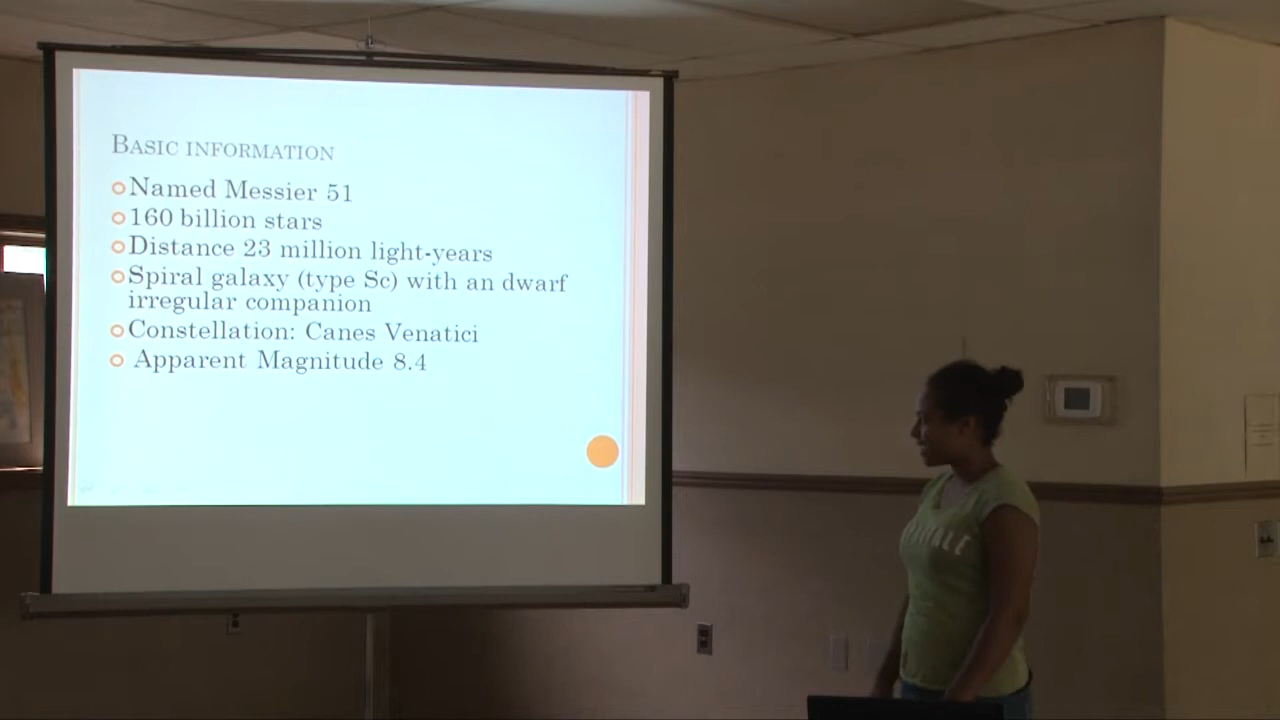 BASIC INFORMATION
Named Messier 51
160 billion stars
Distance 23 million light-years
Spiral galaxy (type Sc) with an dwarf
irregular companion
Constellation: Canes Venatici
Apparent Magnitude 8.4